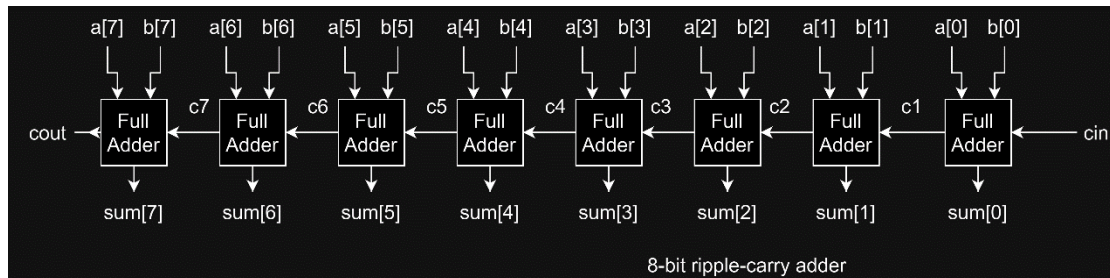 a[7] b[7] a[6] b[6] a[5] b[5] a[4] b[4] a[3] b[3] a[2] b[2] a[1] b[1] a[0] b[0]
c7 c6 c5 c4 c3 c2 c1
Full Full Full Full Full Full Full Full
cout Adder Adder Adder Adder Adder Adder Adder Adder cin
sum[7] sum[6] sum[5] sum[4] sum[3] sum[2] sum[1] sum[0]
8-bit ripple-carry adder